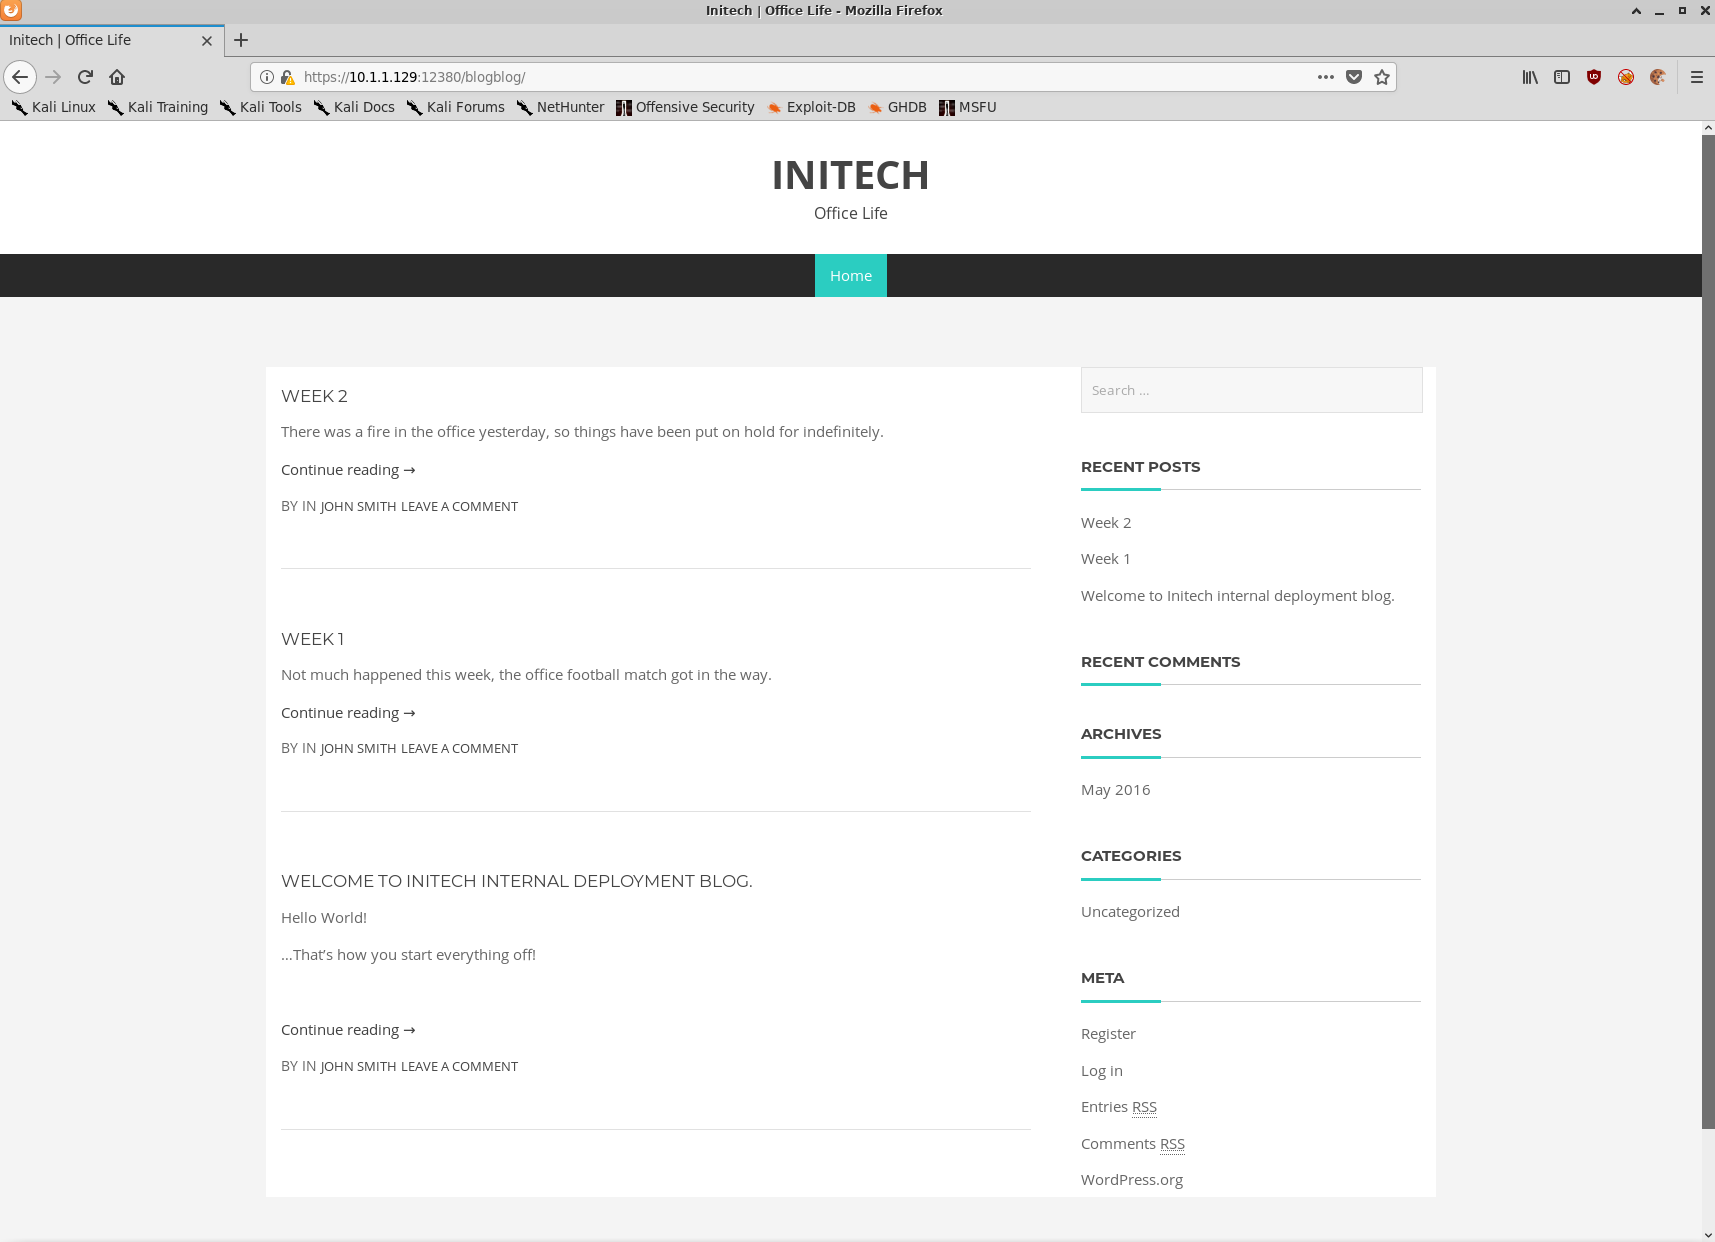 Initech | Office Life - Mozilla Firefox
Initech | Office Life
https://10.1.1.129:12380/blogblog/
Kali Linux Kali Training Kali Tools Kali Docs Kali Forums NetHunter Offensive Security Exploit-DB GHDB MSFU
INITECH
Office Life
Home
WEEK 2
There was a fire in the office yesterday, so things have been put on hold for indefinitely.
Continue reading →
BY IN JOHN SMITH LEAVE A COMMENT
WEEK 1
Not much happened this week, the office football match got in the way.
Continue reading →
BY IN JOHN SMITH LEAVE A COMMENT
WELCOME TO INITECH INTERNAL DEPLOYMENT BLOG.
Hello World!
…That’s how you start everything off!
Continue reading →
BY IN JOHN SMITH LEAVE A COMMENT
Search …
RECENT POSTS
Week 2
Week 1
Welcome to Initech internal deployment blog.
RECENT COMMENTS
ARCHIVES
May 2016
CATEGORIES
Uncategorized
META
Register
Log in
Entries RSS
Comments RSS
WordPress.org